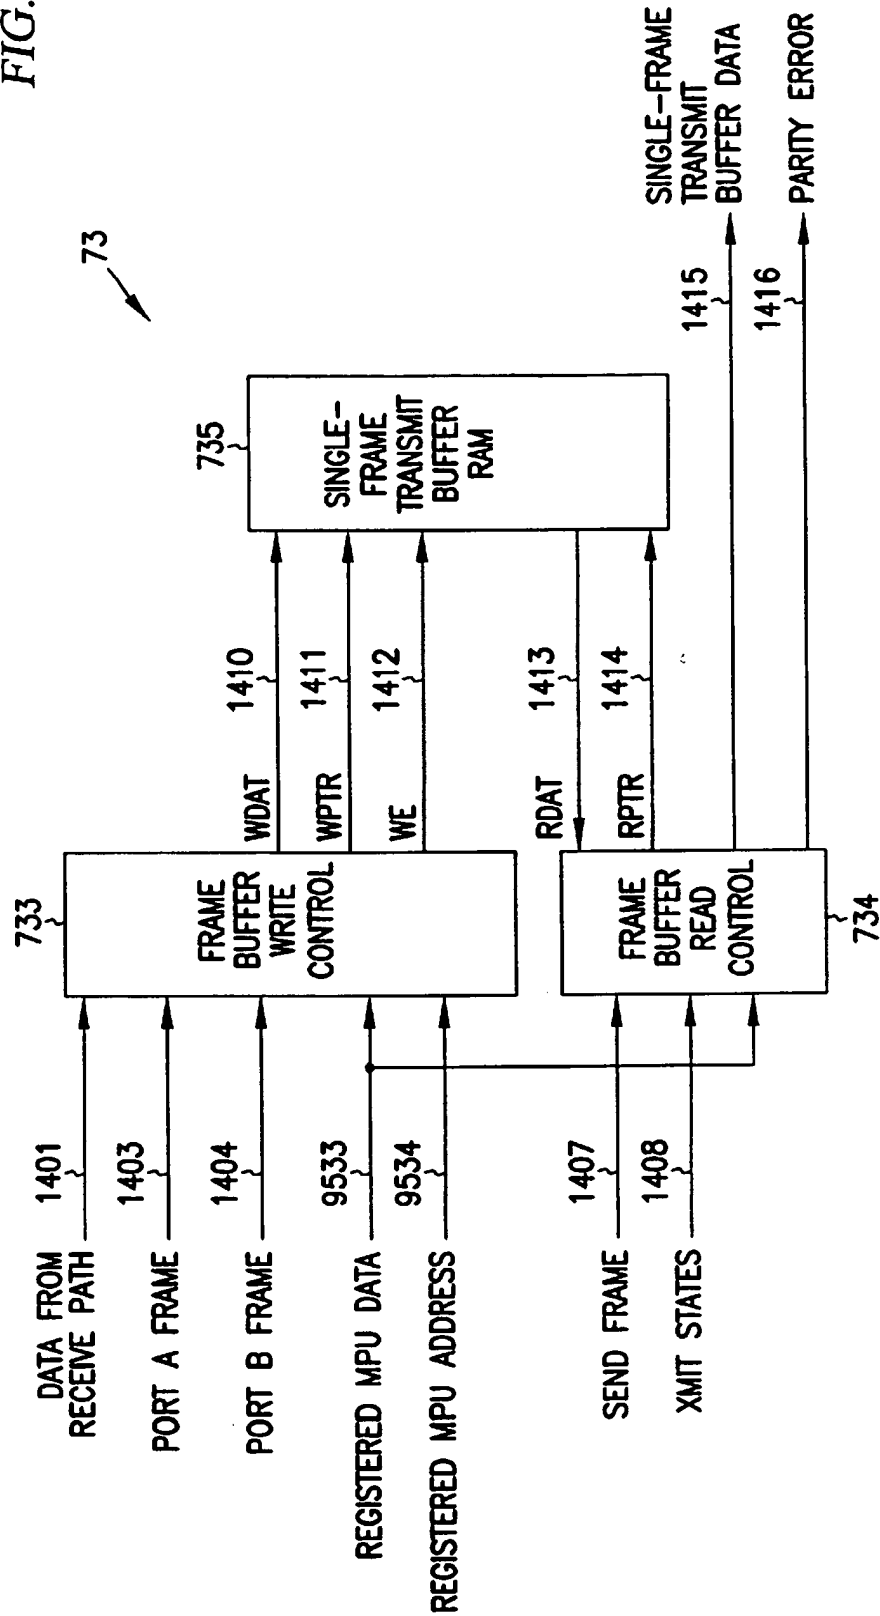 FIG.
73
DATA FROM
RECEIVE PATH
1401
PORT A FRAME
1403
PORT B FRAME
1404
REGISTERED MPU DATA
9533
REGISTERED MPU ADDRESS
9534
SEND FRAME
1407
XMIT STATES
1408
733
FRAME
BUFFER
WRITE
CONTROL
WDAT
1410
WPTR
1411
WE
1412
735
SINGLE-
FRAME
TRANSMIT
BUFFER
RAM
RDAT
1413
RPTR
1414
FRAME
BUFFER
READ
CONTROL
734
1415
SINGLE-FRAME
TRANSMIT
BUFFER DATA
1416
PARITY ERROR